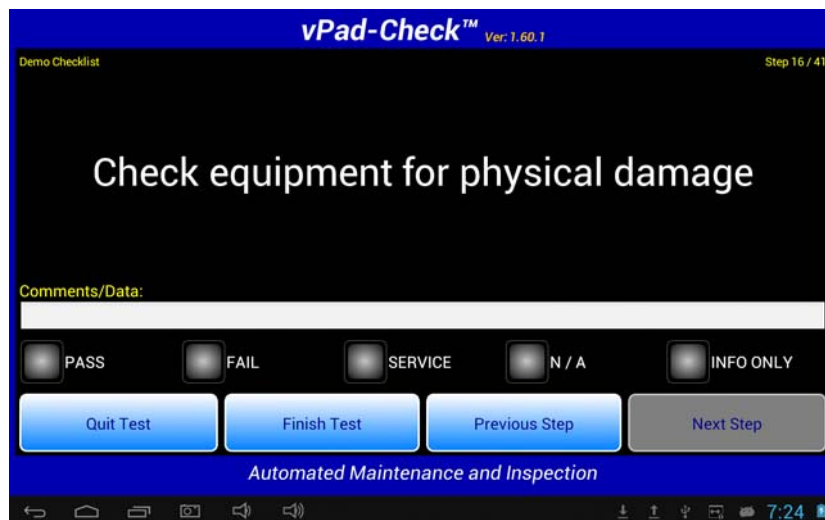 vPad-Check™ Ver: 1.60.1
Demo Checklist Step 16 / 41
Check equipment for physical damage
Comments/Data:
PASS FAIL SERVICE N / A INFO ONLY
Quit Test Finish Test Previous Step Next Step
Automated Maintenance and Inspection
7:24